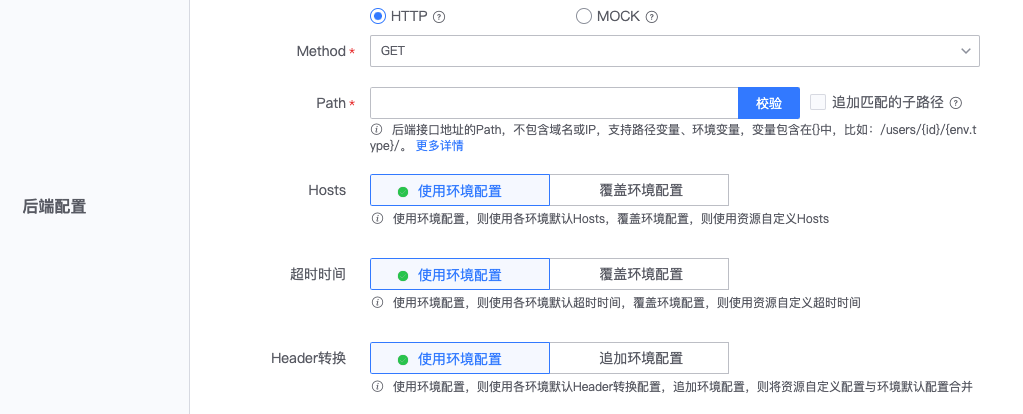 HTTP MOCK
Method * GET
Path * 校验 追加匹配的子路径
后端接口地址的Path，不包含域名或IP，支持路径变量、环境变量，变量包含在{}中，比如：/users/{id}/{env.t
ype}/。 更多详情
Hosts 使用环境配置 覆盖环境配置
使用环境配置，则使用各环境默认Hosts，覆盖环境配置，则使用资源自定义Hosts
后端配置
超时时间 使用环境配置 覆盖环境配置
使用环境配置，则使用各环境默认超时时间，覆盖环境配置，则使用资源自定义超时时间
Header转换 使用环境配置 追加环境配置
使用环境配置，则使用各环境默认Header转换配置，追加环境配置，则将资源自定义配置与环境默认配置合并